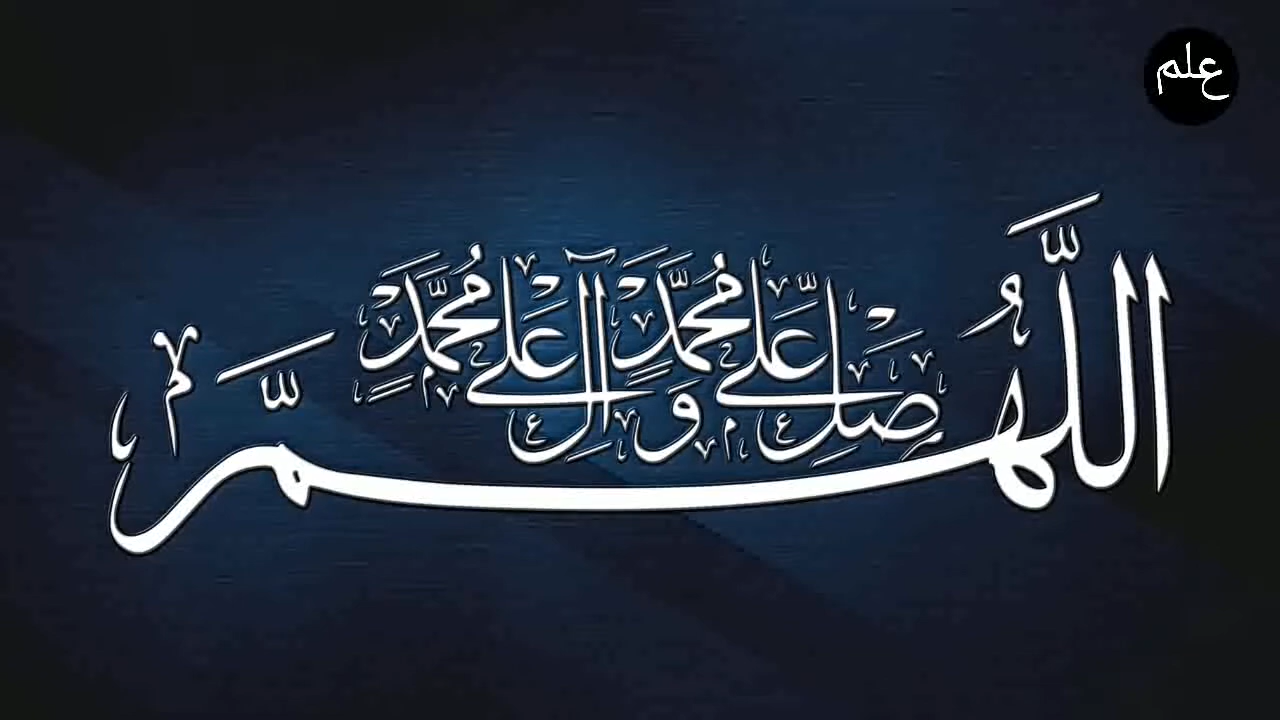 علم
اللَّهُمَّ صَلِّ عَلَى مُحَمَّدٍ وَعَلَى آلِ مُحَمَّدٍ